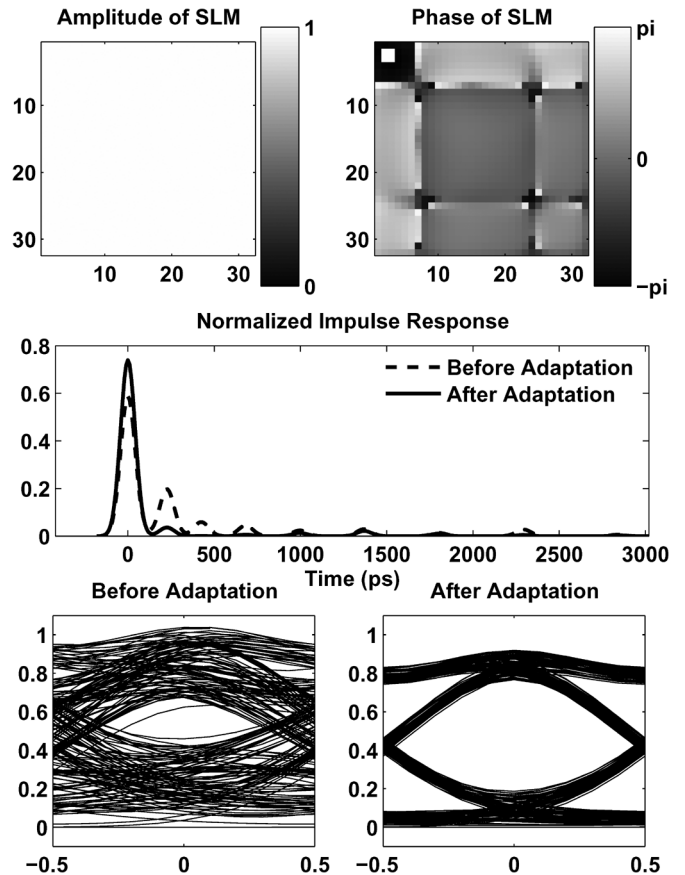 Amplitude of SLM
1
10
20
30
0
10 20 30
Phase of SLM
pi
10
20
30
0
−pi
10 20 30
Normalized Impulse Response
0.8
0.6
0.4
0.2
0
Before Adaptation
After Adaptation
0 500 1000 1500 2000 2500 3000
Time (ps)
Before Adaptation
1
0.8
0.6
0.4
0.2
0
−0.5 0 0.5
After Adaptation
1
0.8
0.6
0.4
0.2
0
−0.5 0 0.5